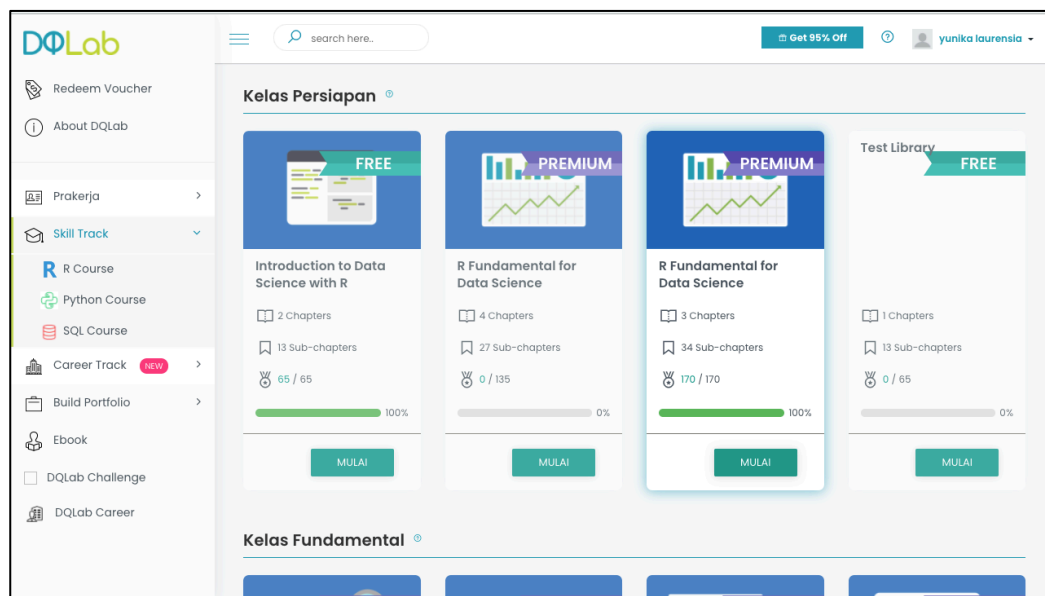 DQLab
search here..
Get 95% Off
yunika laurensia
Redeem Voucher
About DQLab
Prakerja
Skill Track
R Course
Python Course
SQL Course
Career Track NEW
Build Portfolio
Ebook
DQLab Challenge
DQLab Career
Kelas Persiapan
FREE
Introduction to Data
Science with R
2 Chapters
13 Sub-chapters
65 / 65
100%
MULAI
PREMIUM
R Fundamental for
Data Science
4 Chapters
27 Sub-chapters
0 / 135
0%
MULAI
PREMIUM
R Fundamental for
Data Science
3 Chapters
34 Sub-chapters
170 / 170
100%
MULAI
Test Library
FREE
1 Chapters
13 Sub-chapters
0 / 65
0%
MULAI
Kelas Fundamental